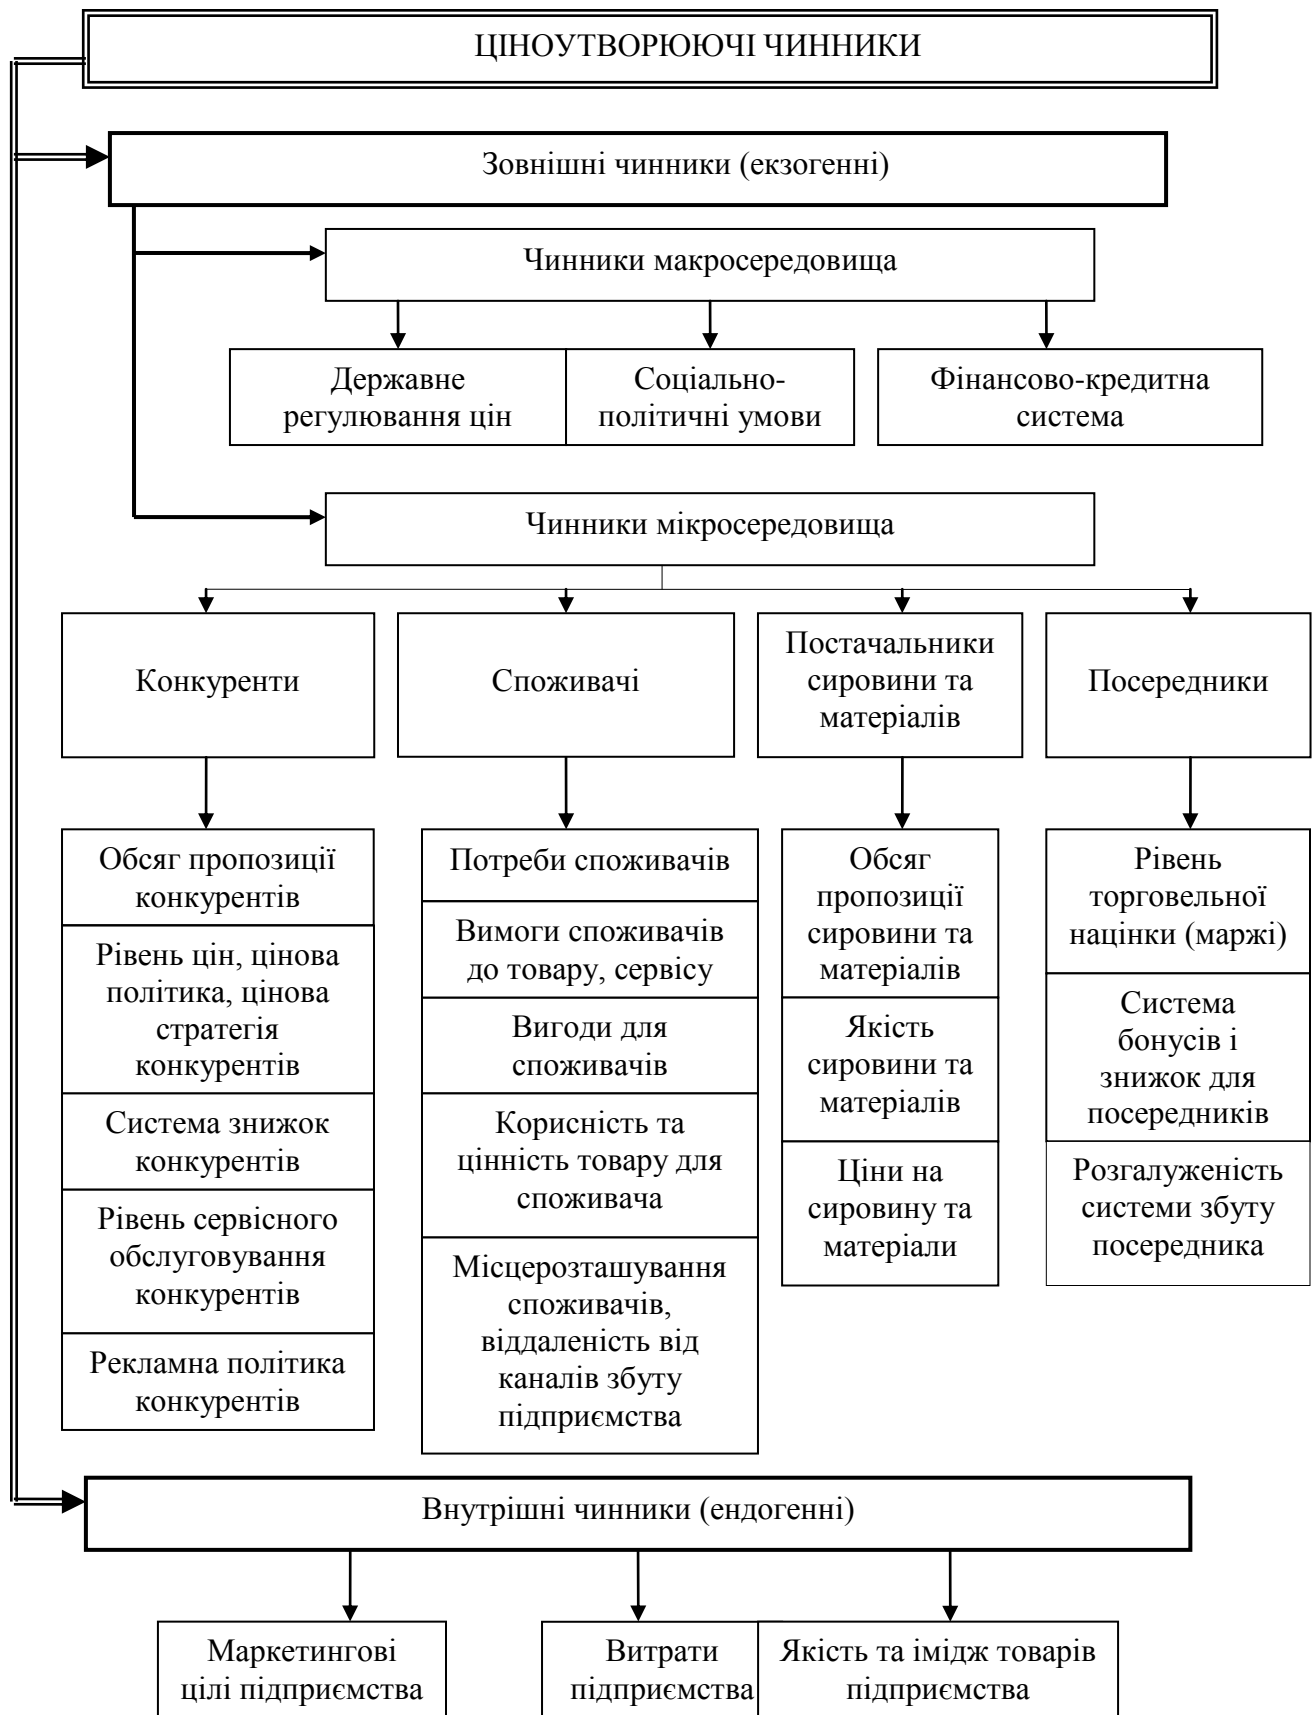 ЦІНОУТВОРЮЮЧІ ЧИННИКИ
Зовнішні чинники (екзогенні)
Чинники макросередовища
Державне
регулювання цін
Соціально-
політичні умови
Фінансово-кредитна
система
Чинники мікросередовища
Конкуренти
Споживачі
Постачальники
сировини та
матеріалів
Посередники
Обсяг пропозиції
конкурентів
Рівень цін, цінова
політика, цінова
стратегія
конкурентів
Система знижок
конкурентів
Рівень сервісного
обслуговування
конкурентів
Рекламна політика
конкурентів
Потреби споживачів
Вимоги споживачів
до товару, сервісу
Вигоди для
споживачів
Корисність та
цінність товару для
споживача
Місцерозташування
споживачів,
віддаленість від
каналів збуту
підприємства
Обсяг
пропозиції
сировини та
матеріалів
Якість
сировини та
матеріалів
Ціни на
сировину та
матеріали
Рівень
торговельної
націнки (маржі)
Система
бонусів і
знижок для
посередників
Розгалуженість
системи збуту
посередника
Внутрішні чинники (ендогенні)
Маркетингові
цілі підприємства
Витрати
підприємства
Якість та імідж товарів
підприємства